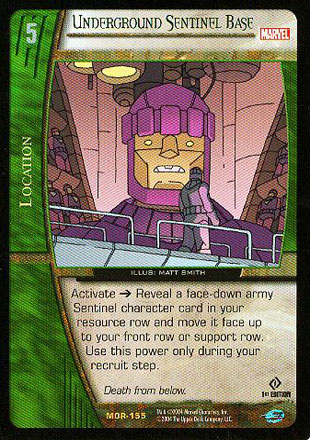 5
UNDERGROUND SENTINEL BASE
MARVEL
LOCATION
ILLUS: MATT SMITH
Activate ➔ Reveal a face-down army
Sentinel character card in your
resource row and move it face up
to your front row or support row.
Use this power only during your
recruit step.
Death from below.
1ST EDITION
MOR-155